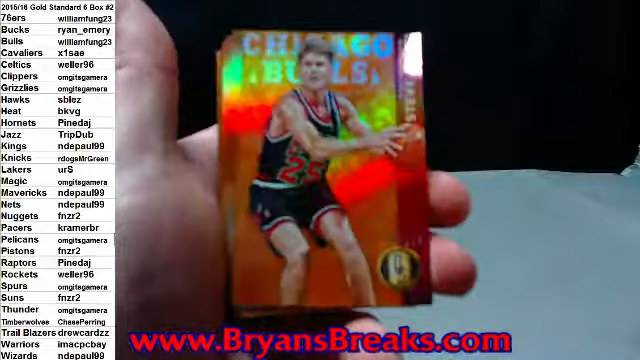 2015/16 Gold Standard 6 Box #2
76ers williamfung23
Bucks ryan_emery
Bulls williamfung23
Cavaliers x1sae
Celtics weller96
Clippers omgitsgamera
Grizzlies omgitsgamera
Hawks sblez
Heat bkvg
Hornets Pinedaj
Jazz TripDub
Kings ndepaul99
Knicks rdogsMrGreen
Lakers urS
Magic omgitsgamera
Mavericks ndepaul99
Nets ndepaul99
Nuggets fnzr2
Pacers kramerbr
Pelicans omgitsgamera
Pistons fnzr2
Raptors Pinedaj
Rockets weller96
Spurs omgitsgamera
Suns fnzr2
Thunder omgitsgamera
Timberwolves ChasePerring
Trail Blazers drewcardzz
Warriors imacpcbay
Wizards ndepaul99
CHICAGO
BULLS
STEVE
25
www.BryansBreaks.com